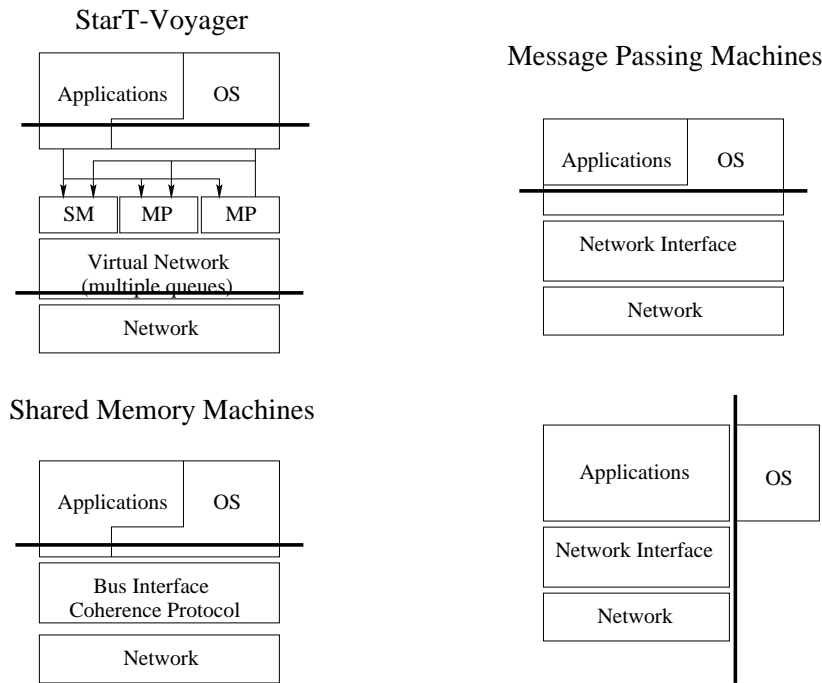 StarT-Voyager
Applications
OS
SM
MP
MP
Virtual Network
(multiple queues)
Network
Message Passing Machines
Applications
OS
Network Interface
Network
Shared Memory Machines
Applications
OS
Bus Interface
Coherence Protocol
Network
Applications
OS
Network Interface
Network